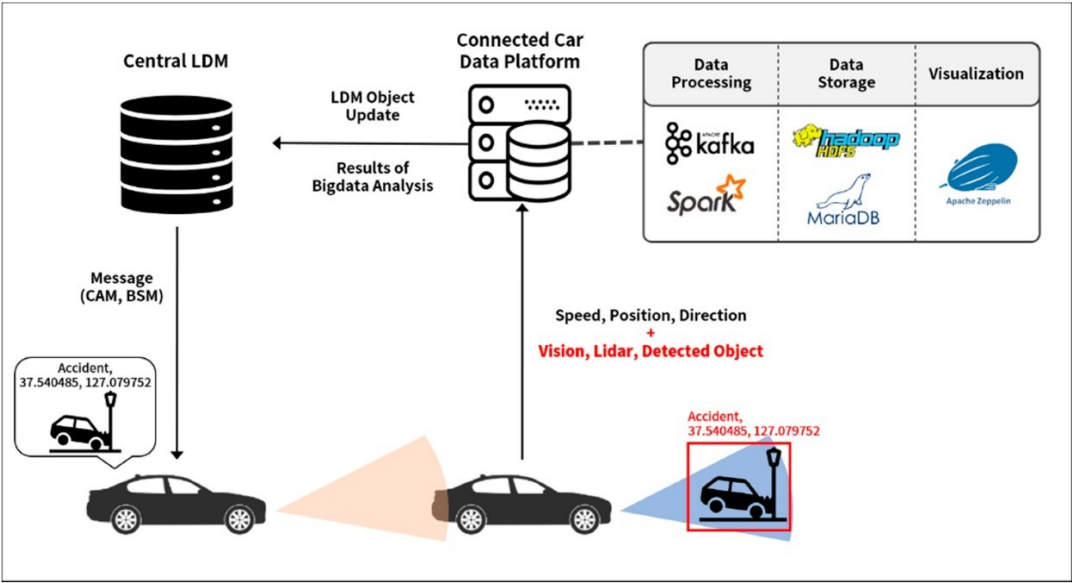 Central LDM
Connected Car
Data Platform
LDM Object
Update
Results of
Bigdata Analysis
Data
Processing
Data
Storage
Visualization
APACHE
kafka
Spark
hadoop
HDFS
MariaDB
Apache Zeppelin
Message
(CAM, BSM)
Speed, Position, Direction
+
Vision, Lidar, Detected Object
Accident,
37.540485, 127.079752
Accident,
37.540485, 127.079752